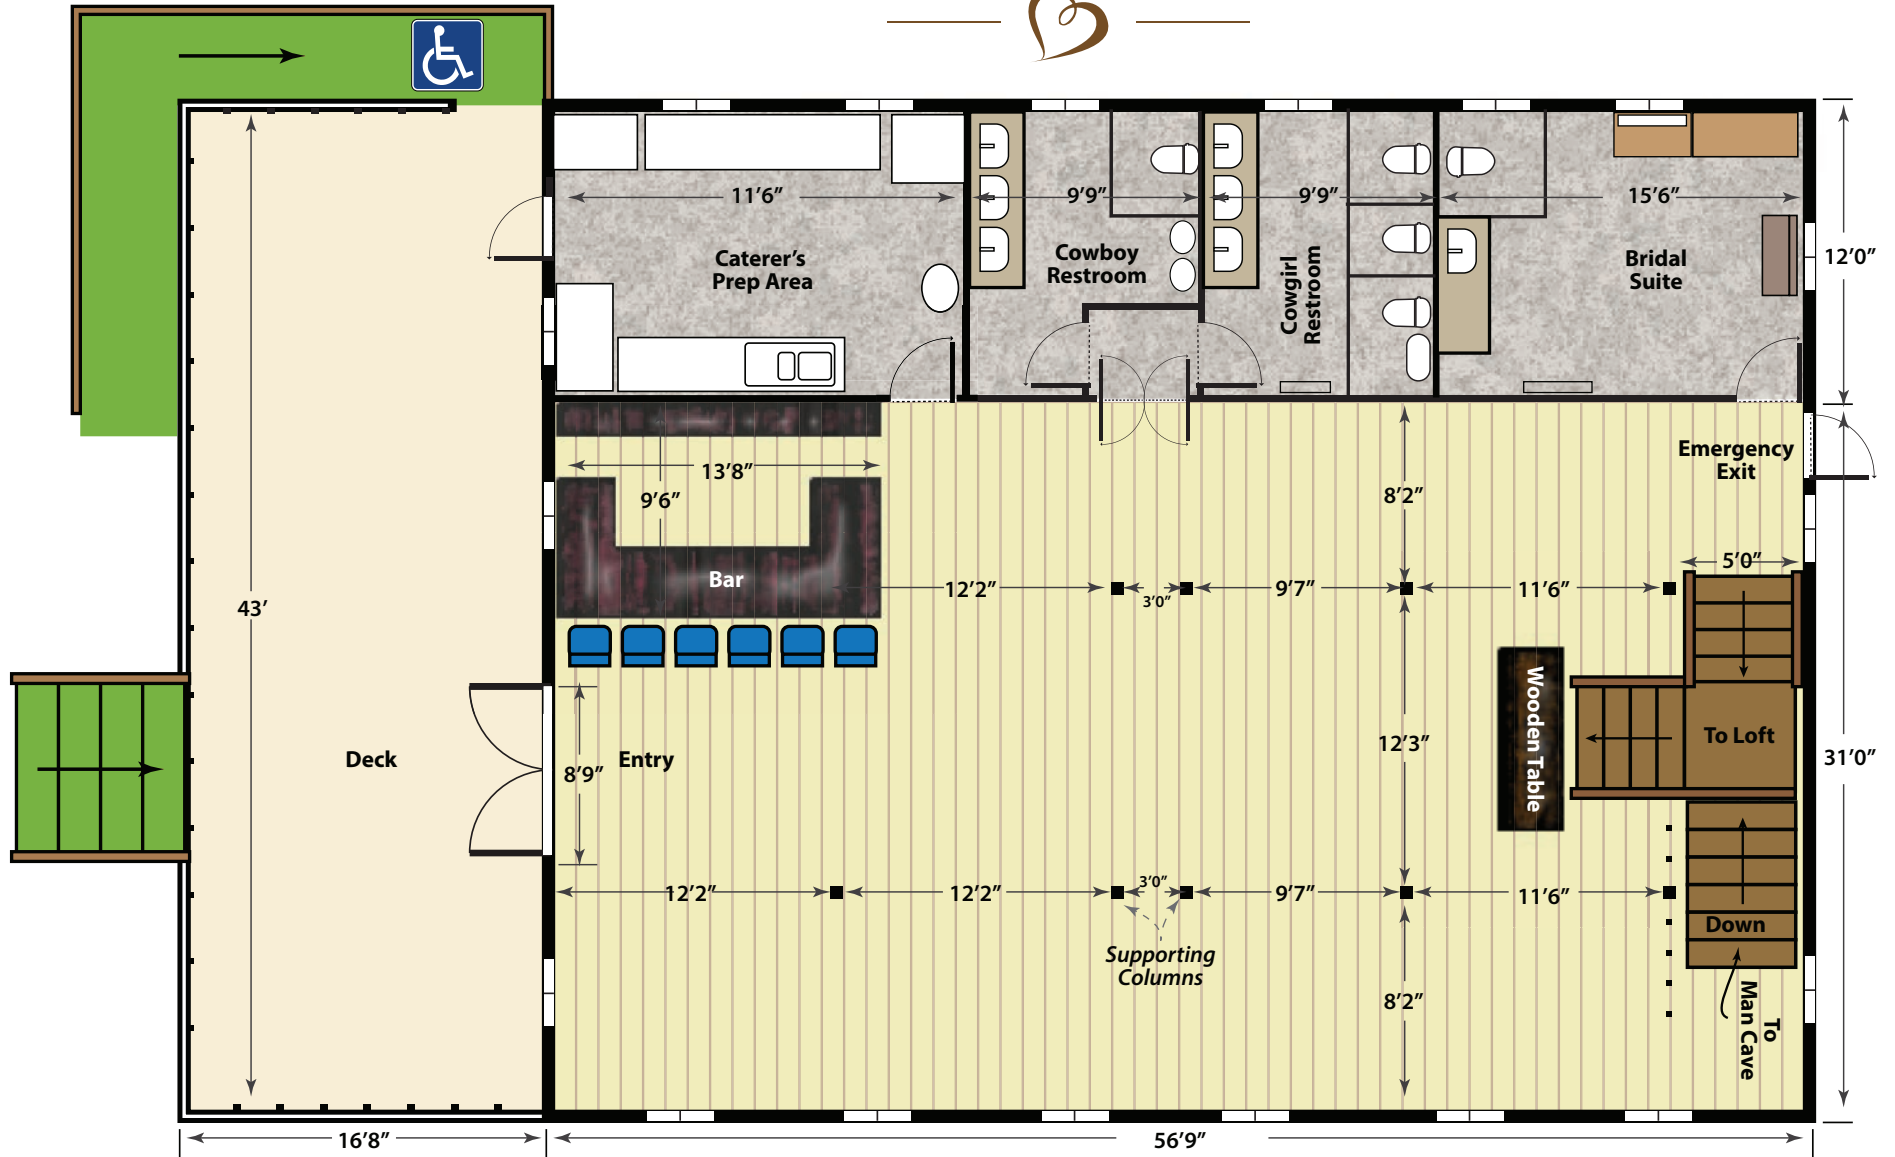 11’6”
9’9”
9’9”
15’6”
Caterer’s
Prep Area
Cowboy
Restroom
Cowgirl
Restroom
Bridal
Suite
12’0”
Emergency
Exit
13’8”
9’6”
8’2”
5’0”
Bar
12’2”
3’0”
9’7”
11’6”
43’
Deck
Entry
8’9”
12’3”
Wooden Table
To Loft
31’0”
12’2”
12’2”
3’0”
9’7”
11’6”
Down
Supporting
Columns
8’2”
To
Man Cave
16’8”
56’9”